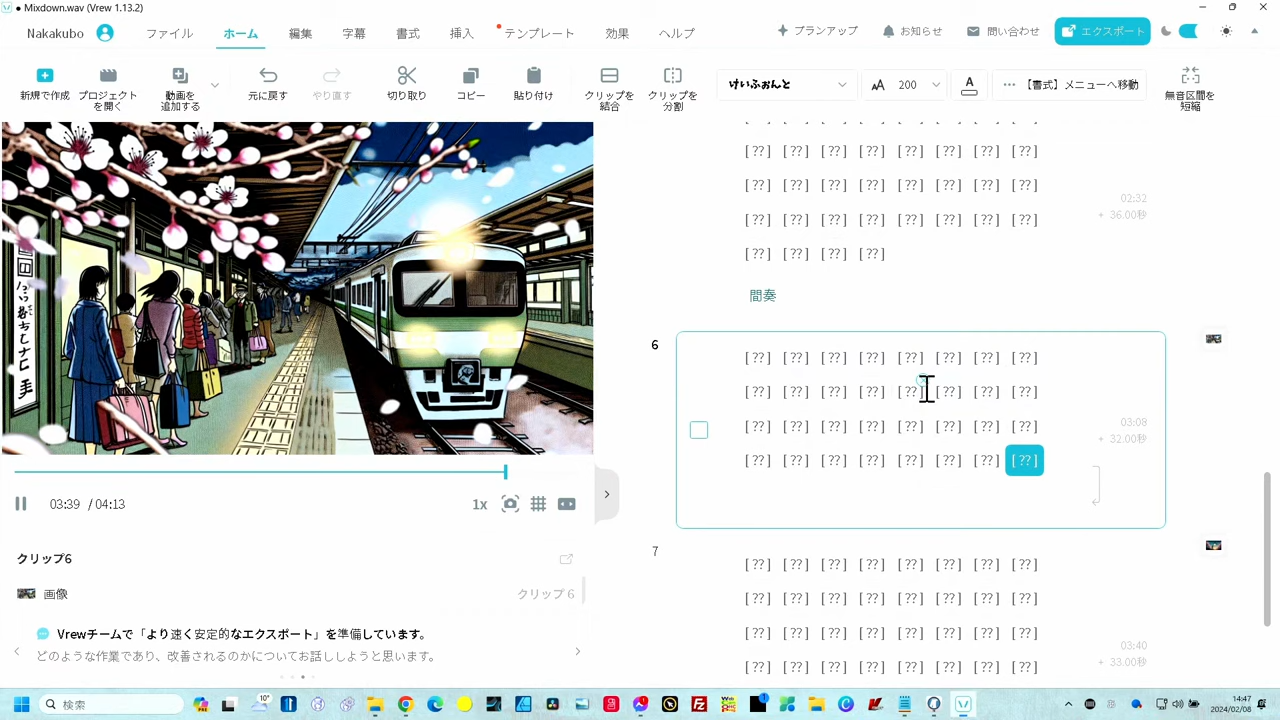 ● Mixdown.wav (Vrew 1.13.2)
Nakakubo ファイル ホーム 編集 字幕 書式 挿入 テンプレート 効果 ヘルプ プランアップ お知らせ 問い合わせ エクスポート
新規で作成 プロジェクトを開く 動画を追加する 元に戻す やり直す 切り取り コピー 貼り付け クリップを結合 クリップを分割 けいふぉんと 200 A 【書式】メニューへ移動 無音区間を短縮
[??] [??] [??] [??] [??] [??] [??] [??]
[??] [??] [??] [??] [??] [??] [??] [??]
02:32
[??] [??] [??] [??] [??] [??] [??] [??]
+ 36.00秒
[??] [??] [??] [??]
間奏
6
[??] [??] [??] [??] [??] [??] [??] [??]
[??] [??] [??] [??] [??] [??] [??] [??]
[??] [??] [??] [??] [??] [??] [??] [??]
03:08
+ 32.00秒
[??] [??] [??] [??] [??] [??] [??] [??]
03:39 / 04:13
1x
クリップ6
画像 クリップ 6
Vrewチームで「より速く安定的なエクスポート」を準備しています。
どのような作業であり、改善されるのかについてお話ししようと思います。
7
[??] [??] [??] [??] [??] [??] [??] [??]
[??] [??] [??] [??] [??] [??] [??] [??]
[??] [??] [??] [??] [??] [??] [??] [??]
03:40
+ 33.00秒
[??] [??] [??] [??] [??] [??] [??] [??]
検索
10°
14:47
2024/02/08